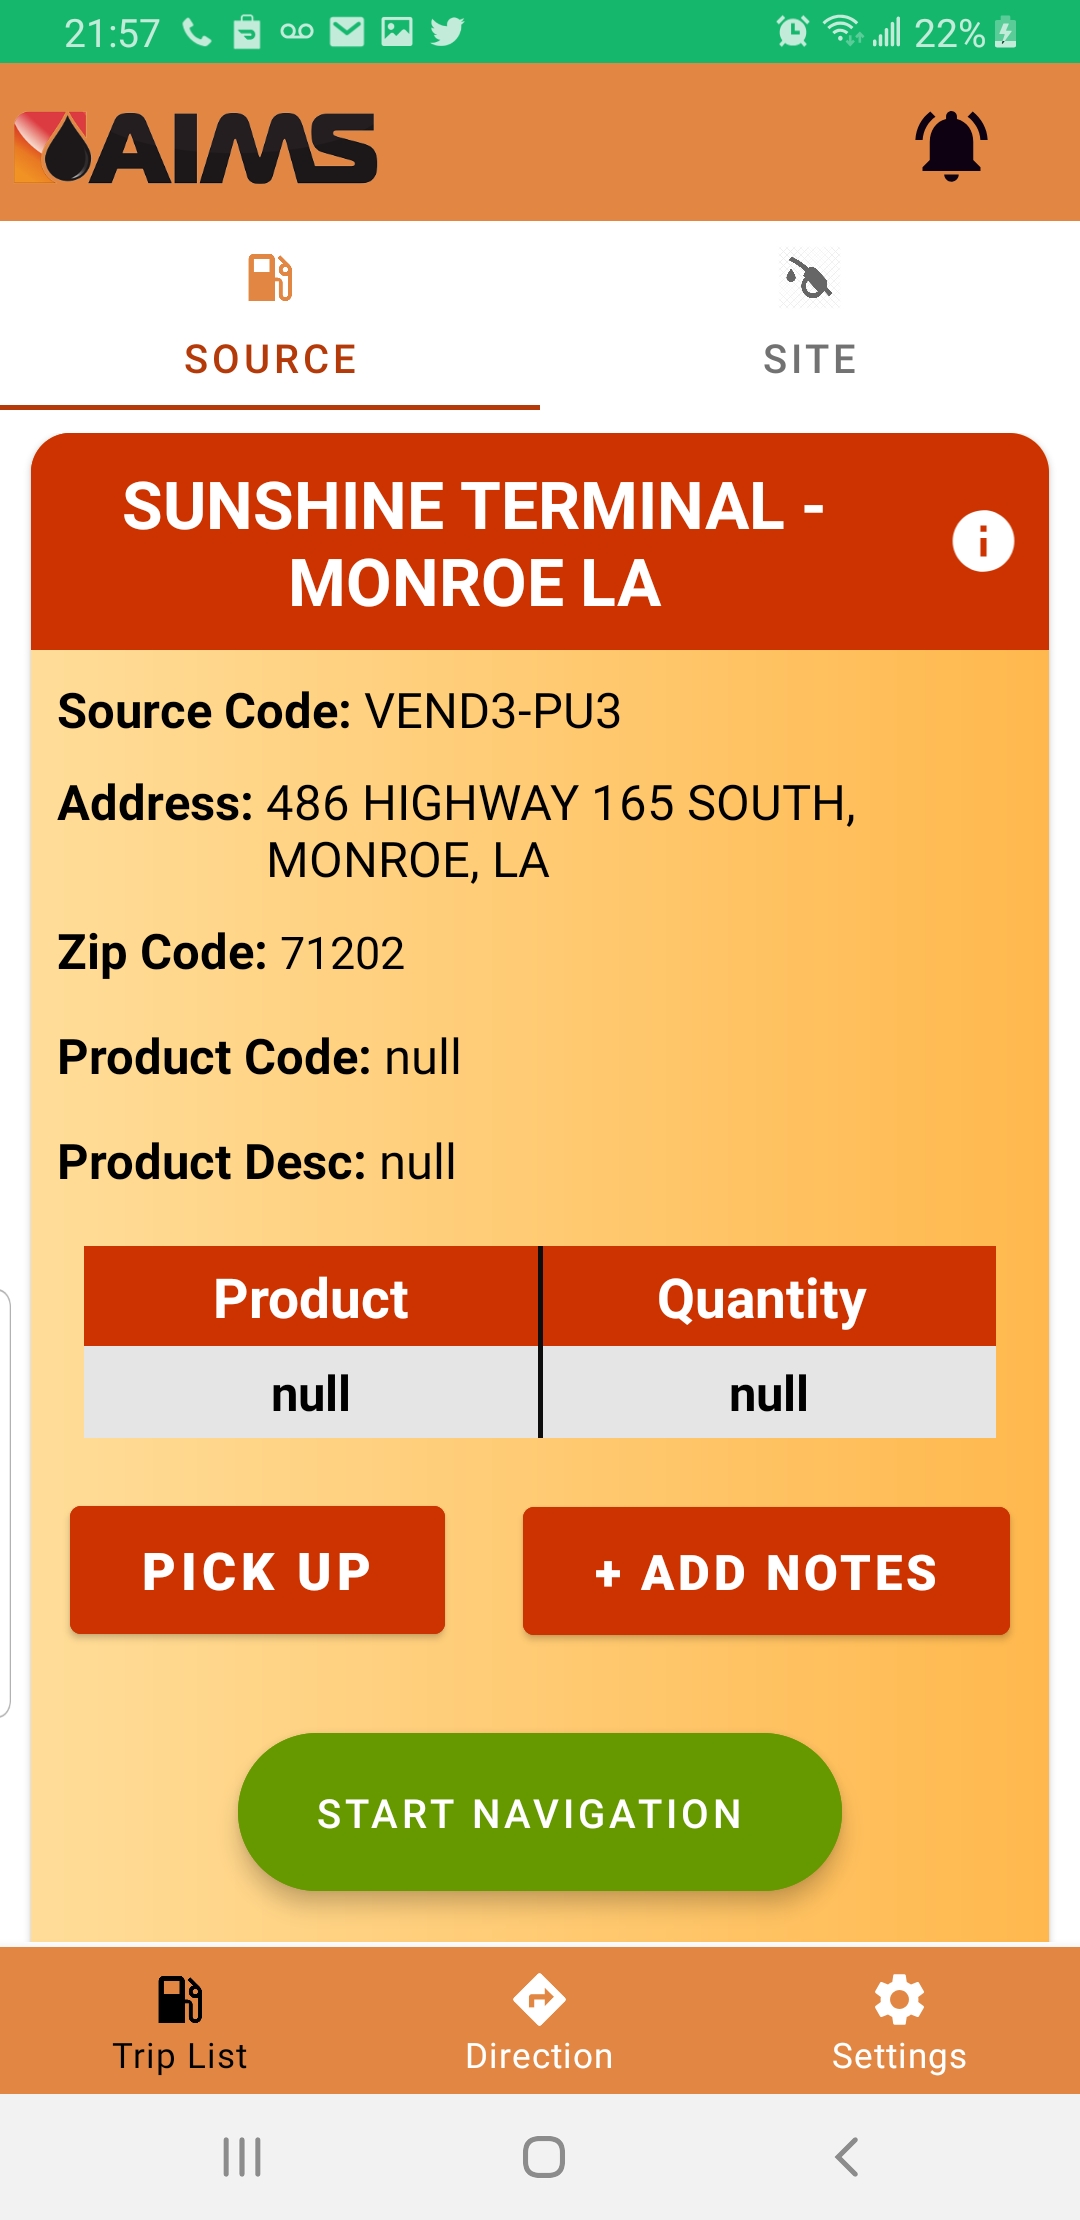 21:57
22%
AIMS
SOURCE
SITE
SUNSHINE TERMINAL -
MONROE LA
i
Source Code: VEND3-PU3
Address: 486 HIGHWAY 165 SOUTH,
MONROE, LA
Zip Code: 71202
Product Code: null
Product Desc: null
Product Quantity
null null
PICK UP
+ ADD NOTES
START NAVIGATION
Trip List
Direction
Settings